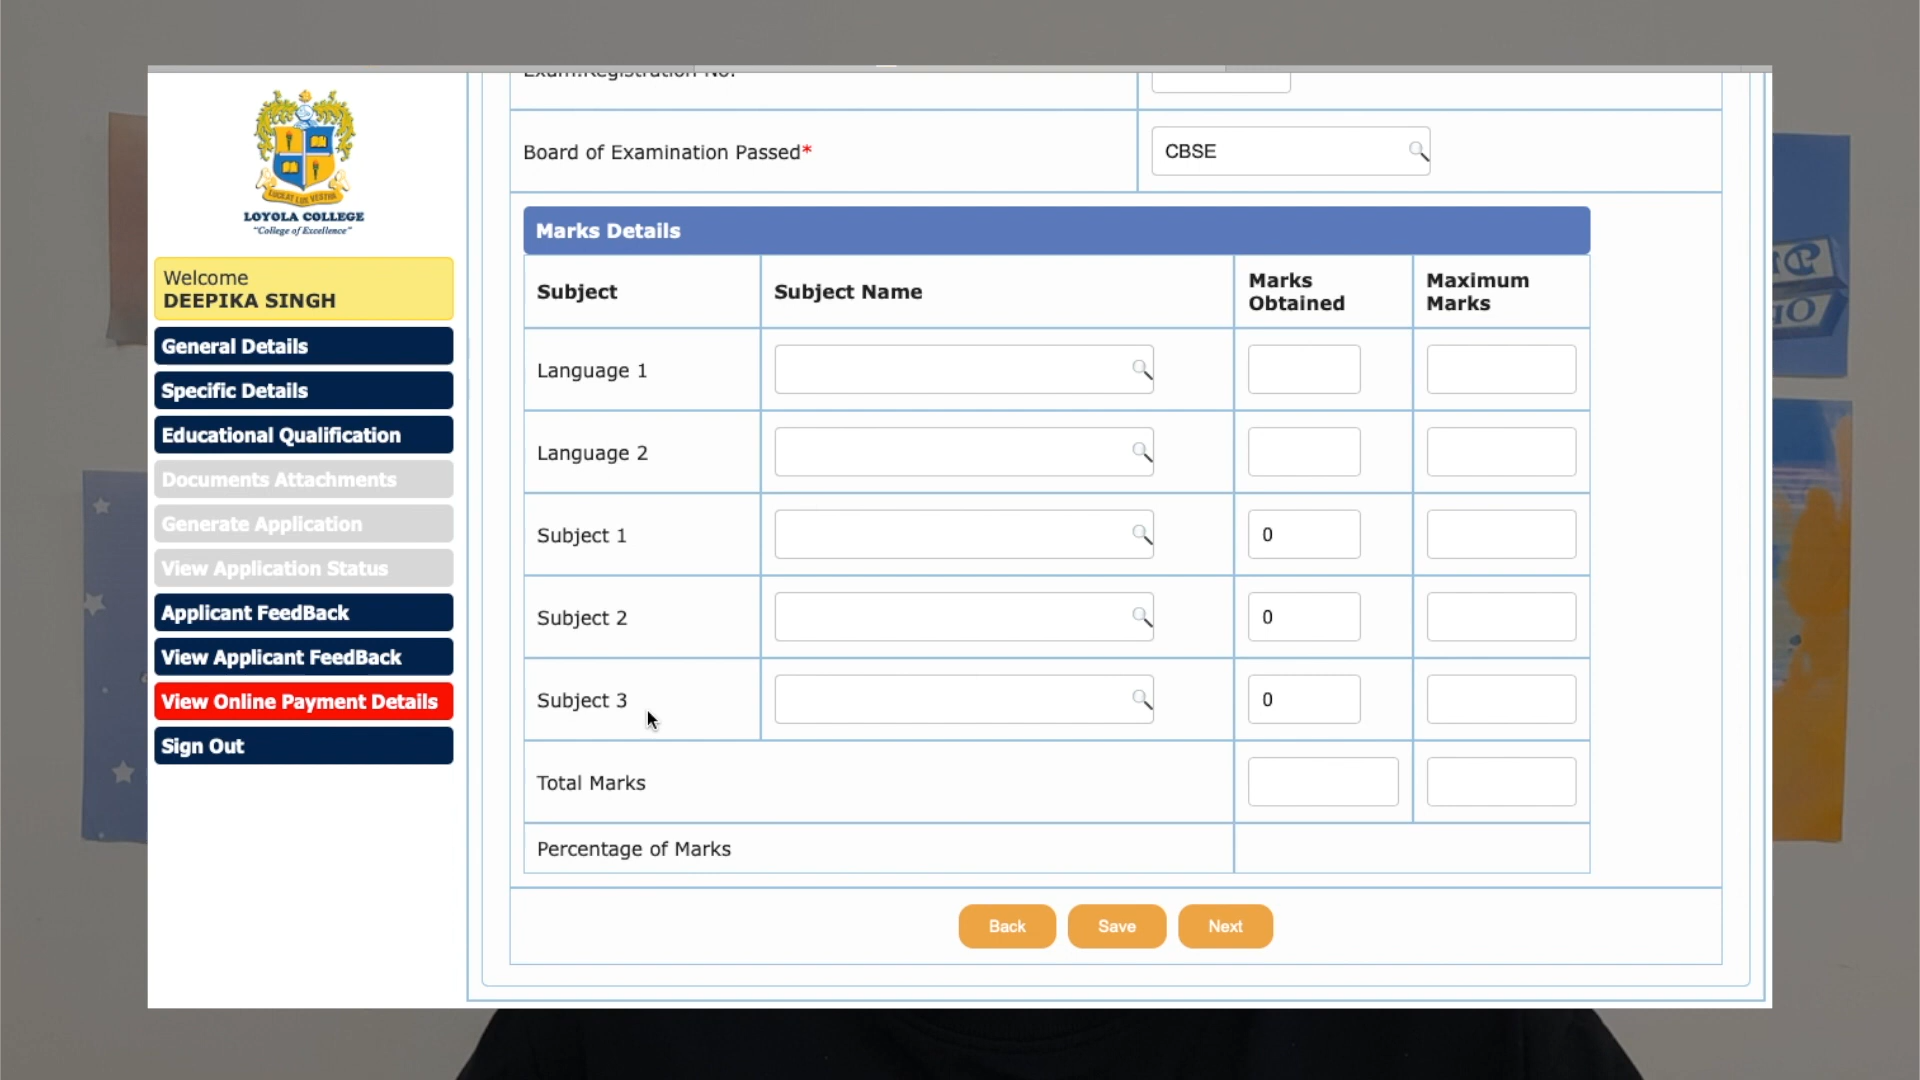 Exam.Registration No.
Board of Examination Passed*
CBSE
LOYOLA COLLEGE
"College of Excellence"
Welcome
DEEPIKA SINGH
General Details
Specific Details
Educational Qualification
Documents Attachments
Generate Application
View Application Status
Applicant FeedBack
View Applicant FeedBack
View Online Payment Details
Sign Out
Marks Details
Subject Subject Name Marks Obtained Maximum Marks
Language 1
Language 2
Subject 1 0
Subject 2 0
Subject 3 0
Total Marks
Percentage of Marks
Back Save Next